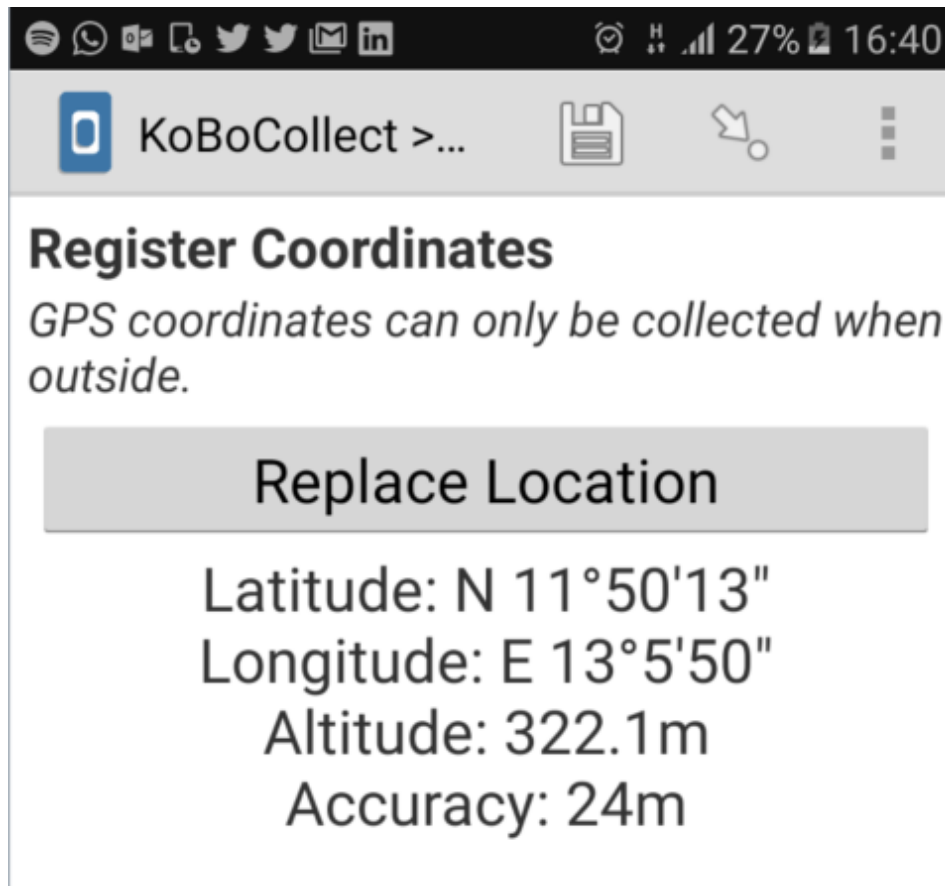 27% 16:40
KoBoCollect >...
Register Coordinates
GPS coordinates can only be collected when
outside.
Replace Location
Latitude: N 11°50'13"
Longitude: E 13°5'50"
Altitude: 322.1m
Accuracy: 24m